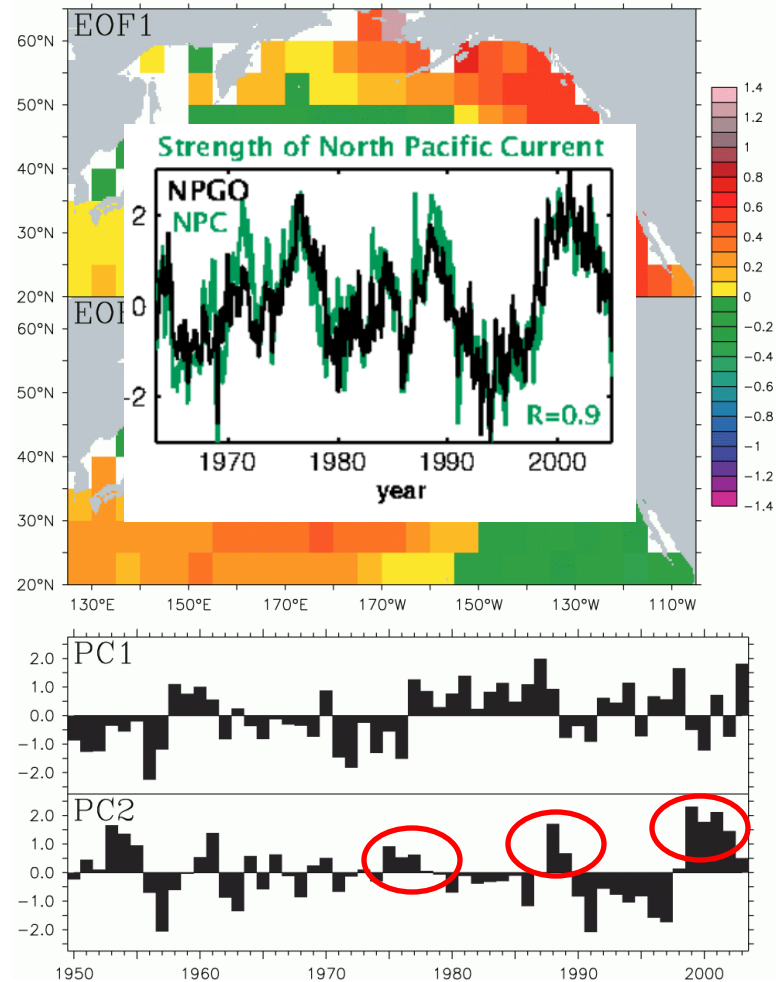 EOF1
60°N
50°N
40°N
30°N
20°N
1.4
1.2
1
0.8
0.6
0.4
0.2
0
−0.2
−0.4
−0.6
−0.8
−1
−1.2
−1.4
Strength of North Pacific Current
NPGO
NPC
2
0
-2
R=0.9
1970 1980 1990 2000
year
EOF
60°N
50°N
40°N
30°N
20°N
130°E 150°E 170°E 170°W 150°W 130°W 110°W
PC1
2.0
1.0
0.0
−1.0
−2.0
PC2
2.0
1.0
0.0
−1.0
−2.0
1950 1960 1970 1980 1990 2000